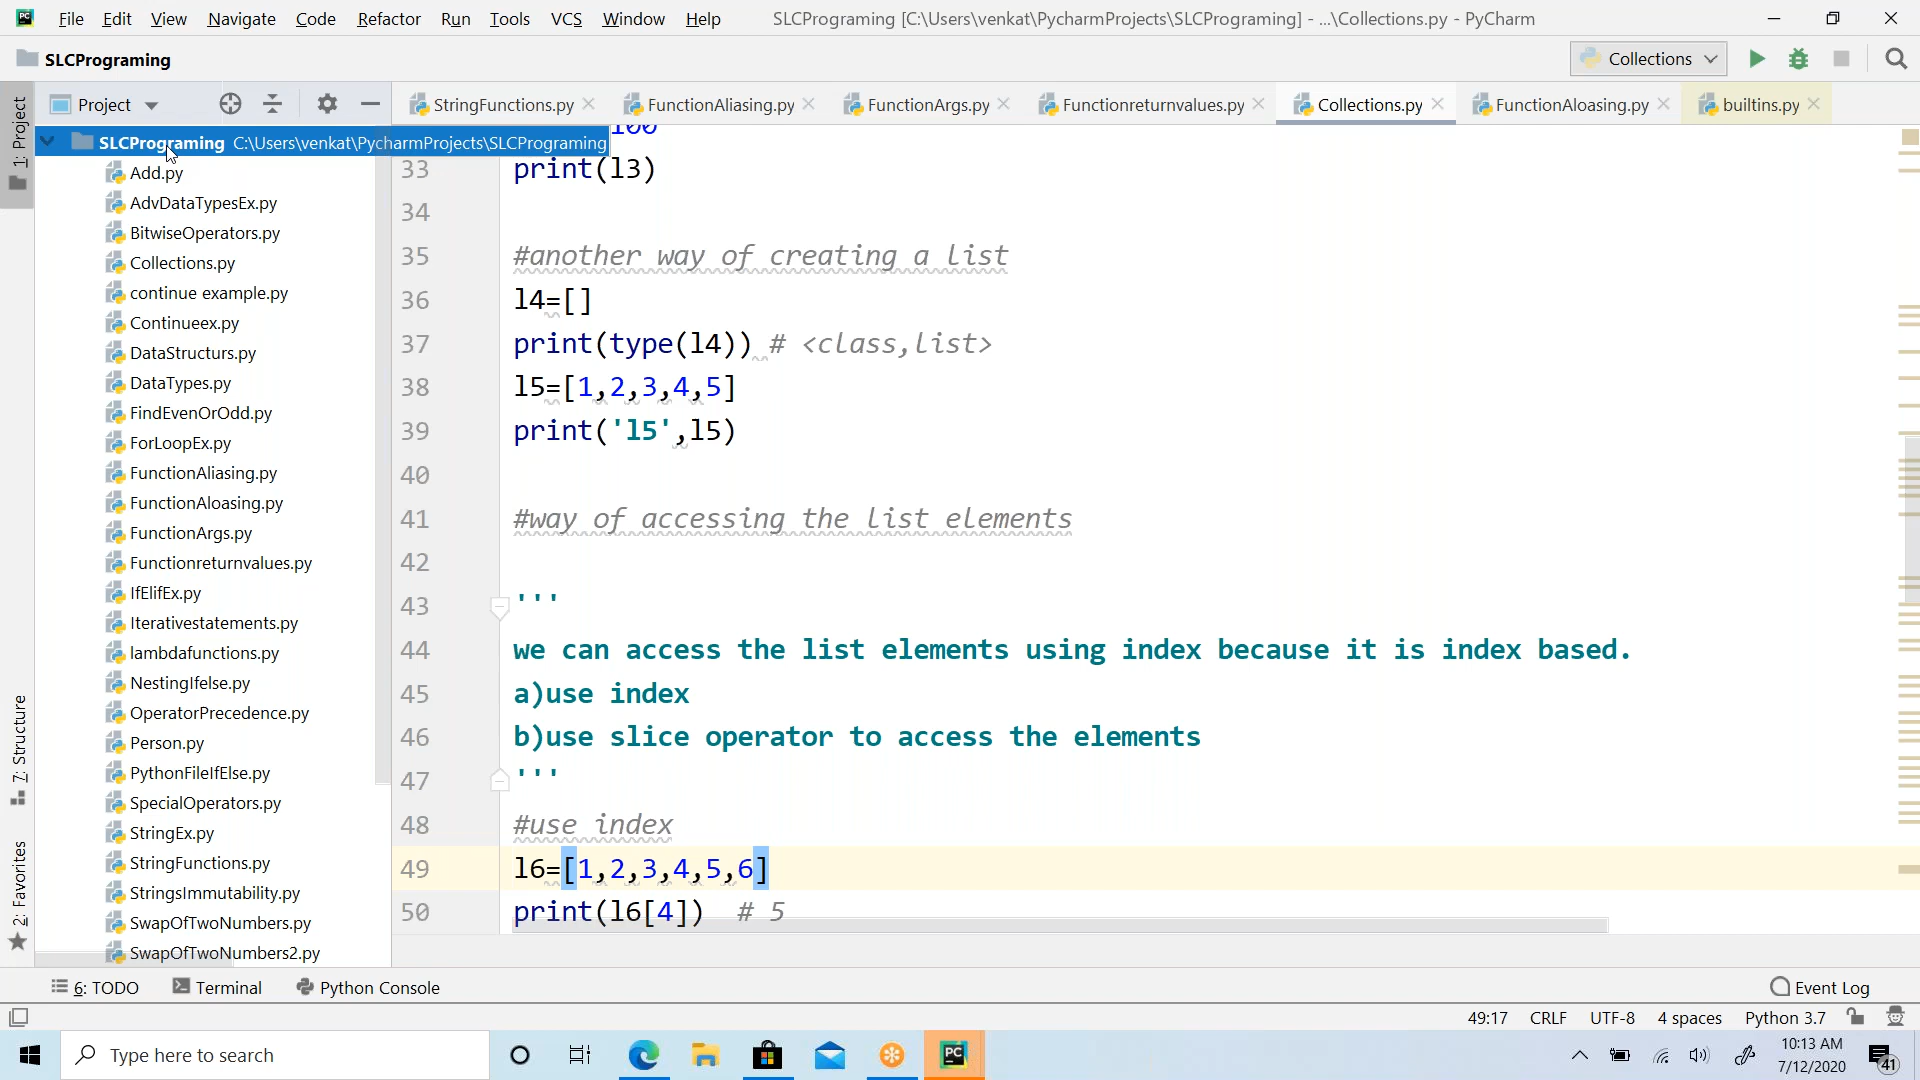 File Edit View Navigate Code Refactor Run Tools VCS Window Help SLCPrograming [C:\Users\venkat\PycharmProjects\SLCPrograming] - ...\Collections.py - PyCharm
SLCPrograming Collections
Project StringFunctions.py FunctionAliasing.py FunctionArgs.py Functionreturnvalues.py Collections.py FunctionAloasing.py builtins.py
1: Project
7: Structure
2: Favorites
SLCPrograming C:\Users\venkat\PycharmProjects\SLCPrograming
Add.py
AdvDataTypesEx.py
BitwiseOperators.py
Collections.py
continue example.py
Continueex.py
DataStructurs.py
DataTypes.py
FindEvenOrOdd.py
ForLoopEx.py
FunctionAliasing.py
FunctionAloasing.py
FunctionArgs.py
Functionreturnvalues.py
IfElifEx.py
Iterativestatements.py
lambdafunctions.py
NestingIfelse.py
OperatorPrecedence.py
Person.py
PythonFileIfElse.py
SpecialOperators.py
StringEx.py
StringFunctions.py
StringsImmutability.py
SwapOfTwoNumbers.py
SwapOfTwoNumbers2.py
100
33 print(l3)
34
35 #another way of creating a list
36 l4=[]
37 print(type(l4)) # <class,list>
38 l5=[1,2,3,4,5]
39 print('l5',l5)
40
41 #way of accessing the list elements
42
43 '''
44 we can access the list elements using index because it is index based.
45 a)use index
46 b)use slice operator to access the elements
47 '''
48 #use index
49 l6=[1,2,3,4,5,6]
50 print(l6[4]) # 5
6: TODO Terminal Python Console Event Log
49:17 CRLF UTF-8 4 spaces Python 3.7
Type here to search
PC
10:13 AM
7/12/2020
41